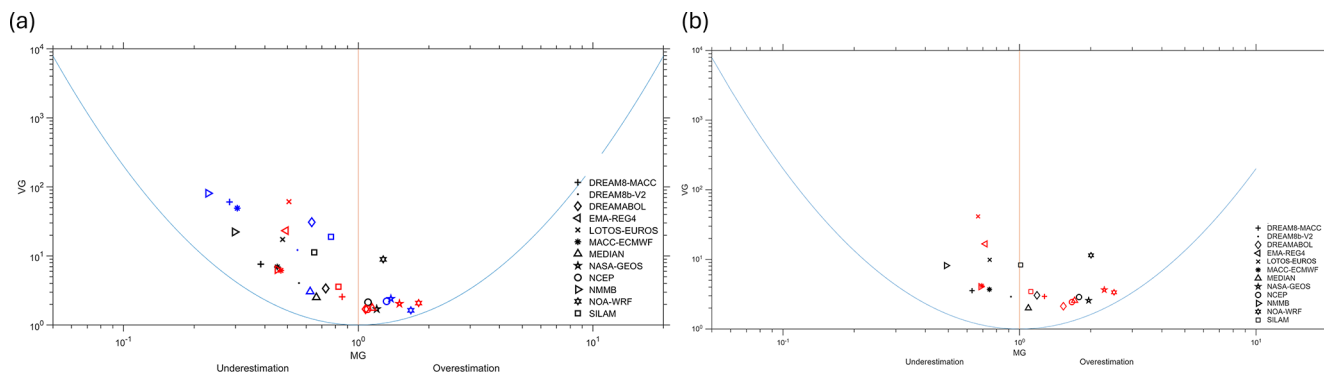 (a)
(b)
10^4
10^3
10^2
10^1
10^0
VG
10^-1
10^0
10^1
MG
Underestimation
Overestimation
DREAM8-MACC
DREAM8b-V2
DREAMABOL
EMA-REG4
LOTOS-EUROS
MACC-ECMWF
MEDIAN
NASA-GEOS
NCEP
NMMB
NOA-WRF
SILAM
10^4
10^3
10^2
10^1
10^0
VG
10^-1
10^0
10^1
MG
Underestimation
Overestimation
DREAM8-MACC
DREAM8b-V2
DREAMABOL
EMA-REG4
LOTOS-EUROS
MACC-ECMWF
MEDIAN
NASA-GEOS
NCEP
NMMB
NOA-WRF
SILAM